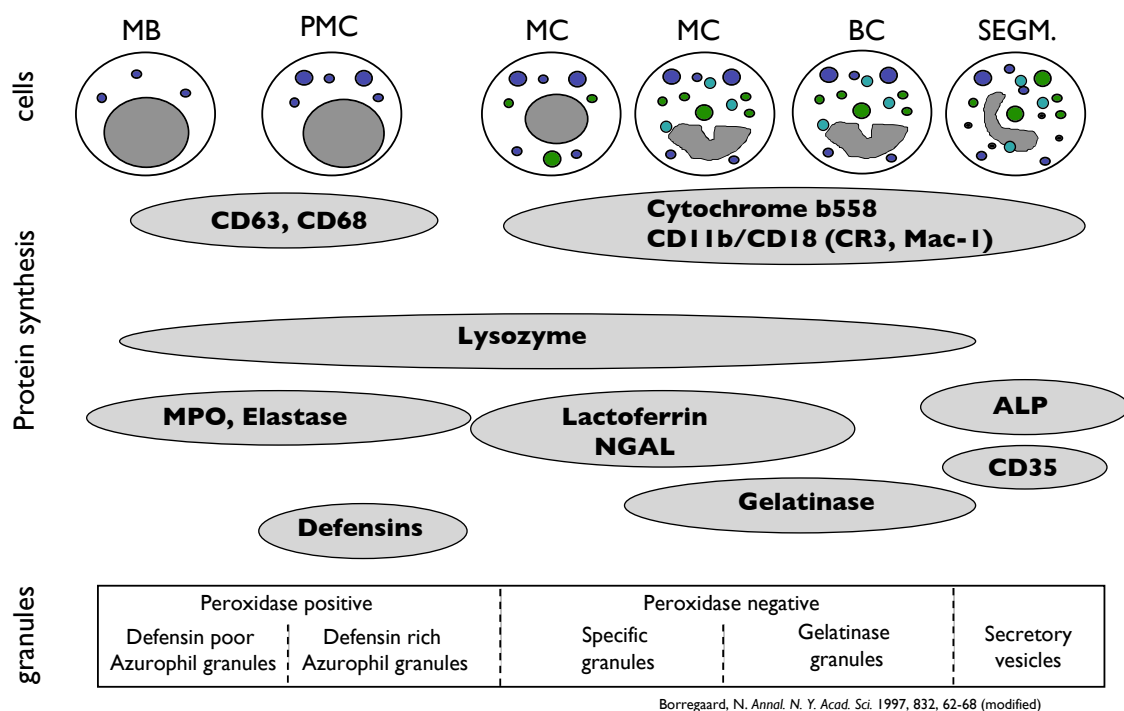 MB PMC MC MC BC SEGM.
cells
Protein synthesis
CD63, CD68
Cytochrome b558
CD11b/CD18 (CR3, Mac-1)
Lysozyme
MPO, Elastase
Lactoferrin
NGAL
ALP
CD35
Gelatinase
Defensins
granules
Peroxidase positive
Peroxidase negative
Defensin poor
Azurophil granules
Defensin rich
Azurophil granules
Specific
granules
Gelatinase
granules
Secretory
vesicles
Borregaard, N. Annal. N. Y. Acad. Sci. 1997, 832, 62-68 (modified)